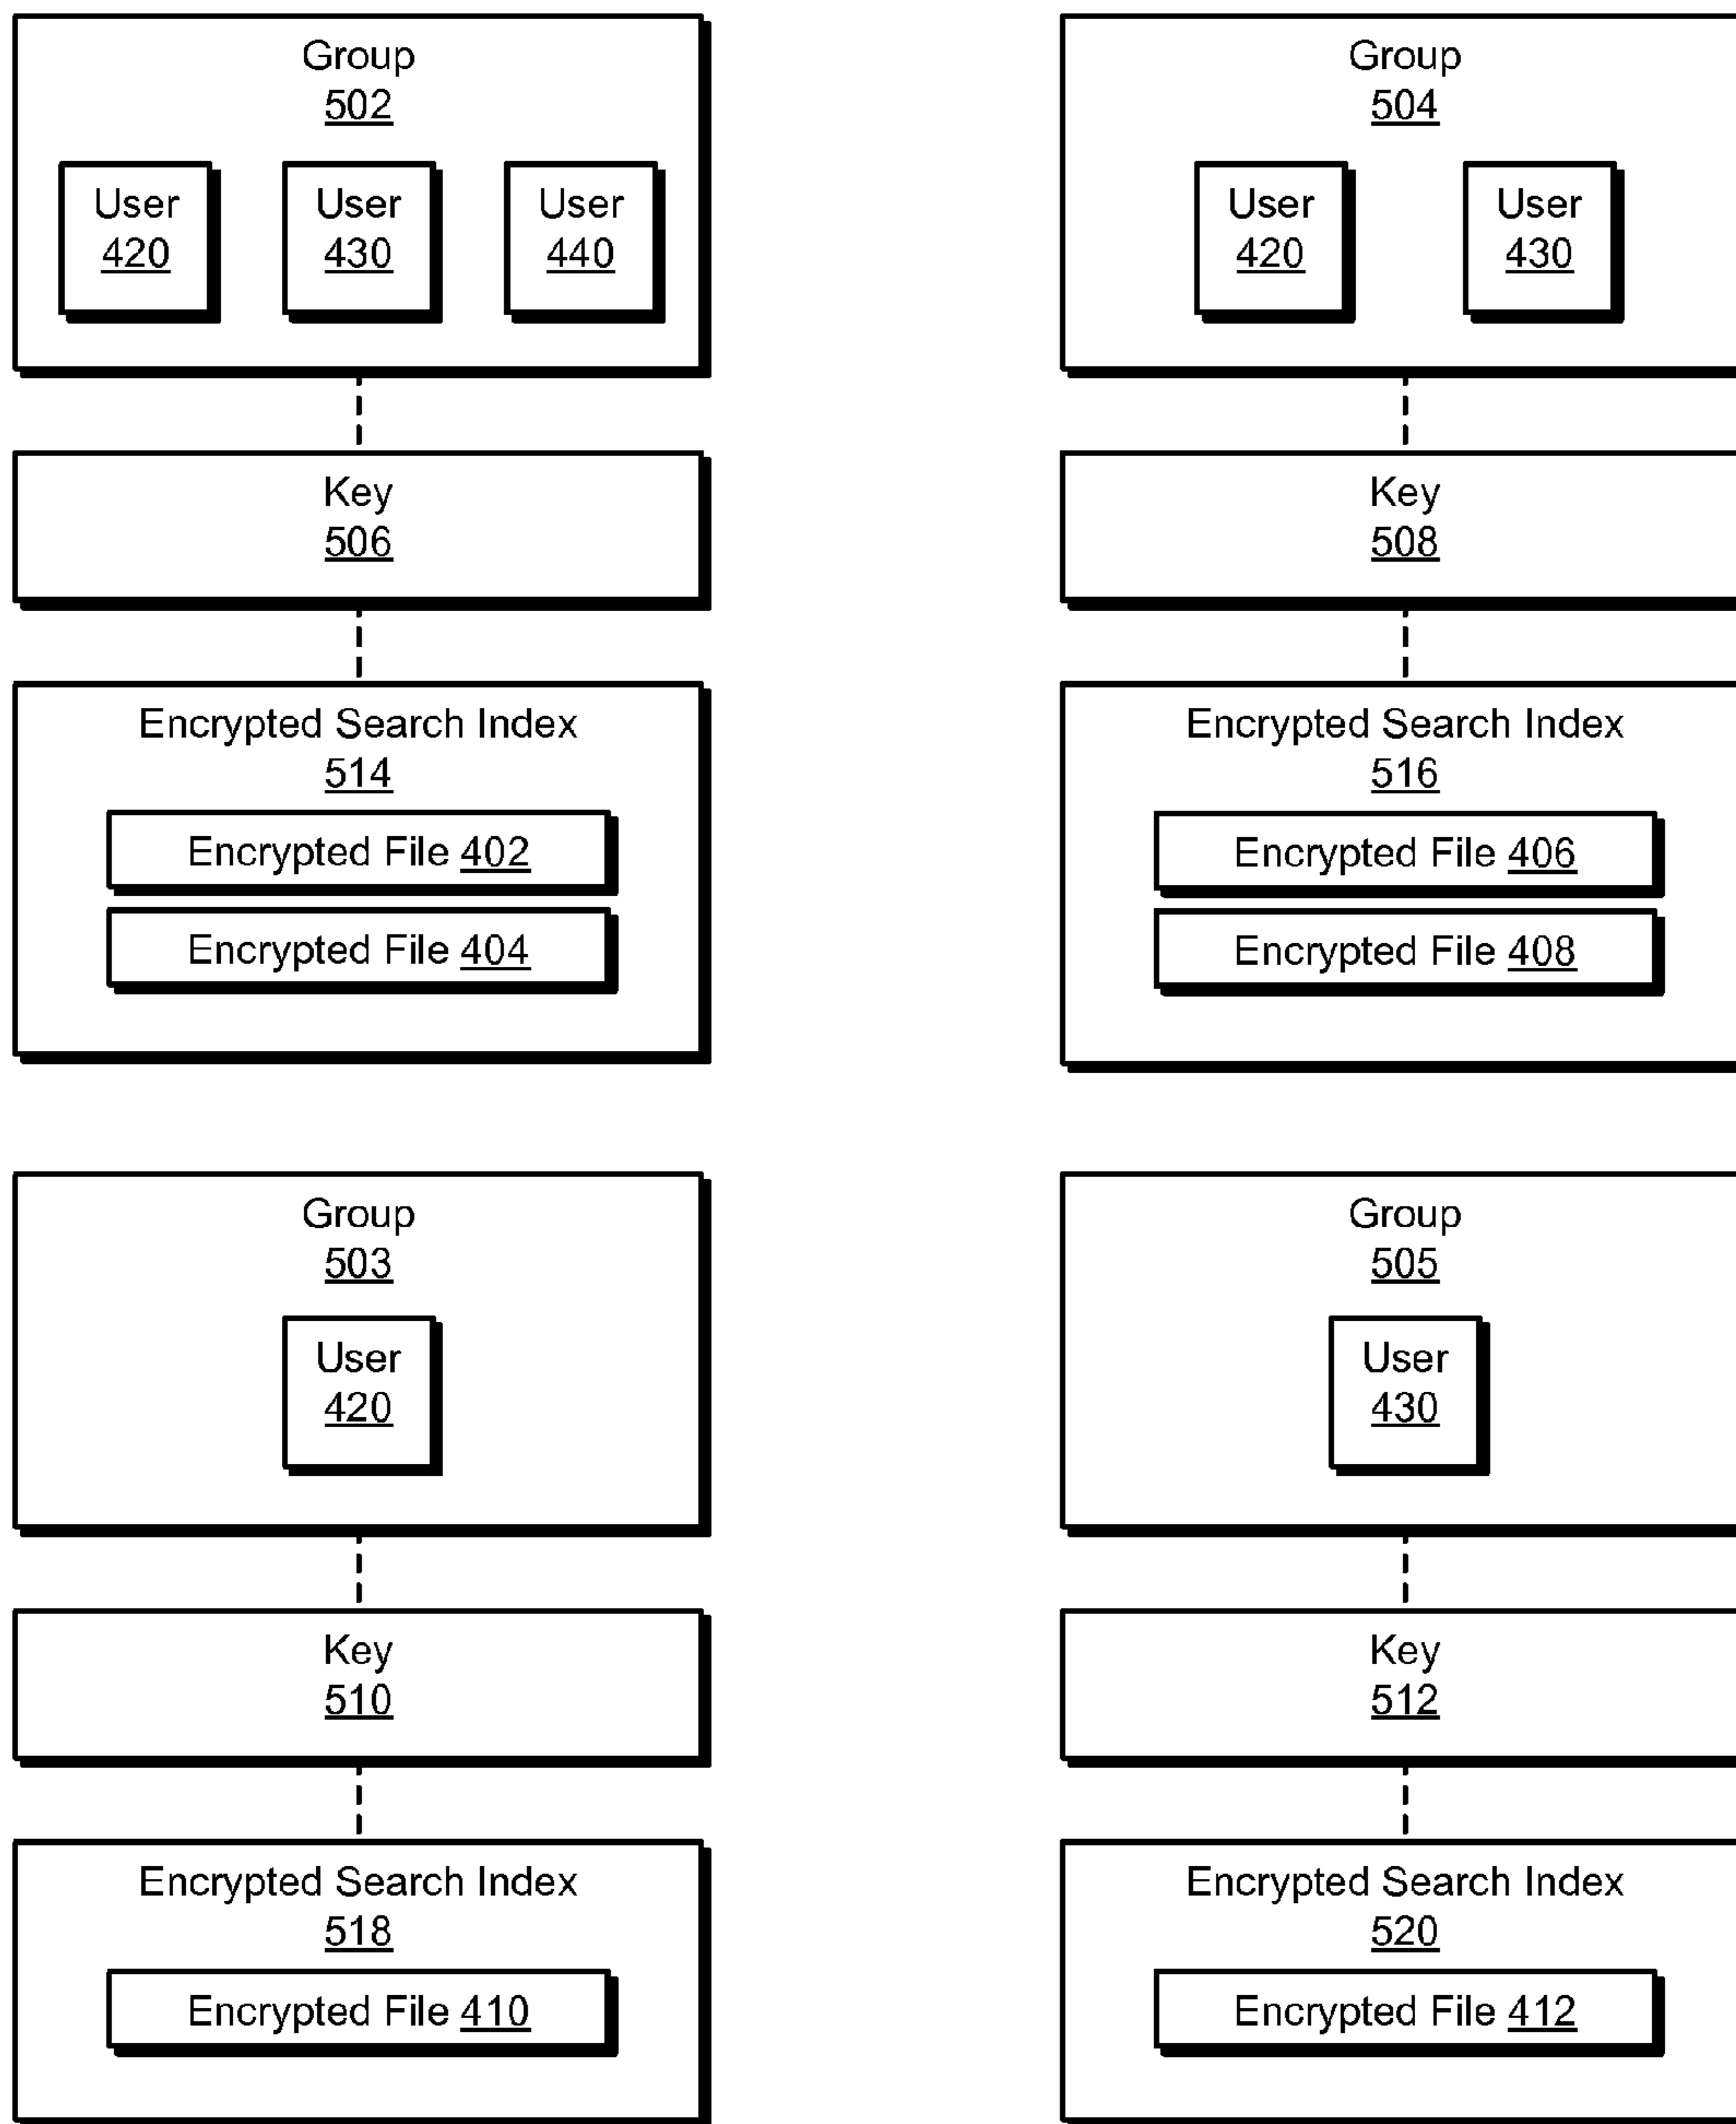 Group
502
User
420
User
430
User
440
Key
506
Encrypted Search Index
514
Encrypted File 402
Encrypted File 404
Group
504
User
420
User
430
Key
508
Encrypted Search Index
516
Encrypted File 406
Encrypted File 408
Group
503
User
420
Key
510
Encrypted Search Index
518
Encrypted File 410
Group
505
User
430
Key
512
Encrypted Search Index
520
Encrypted File 412